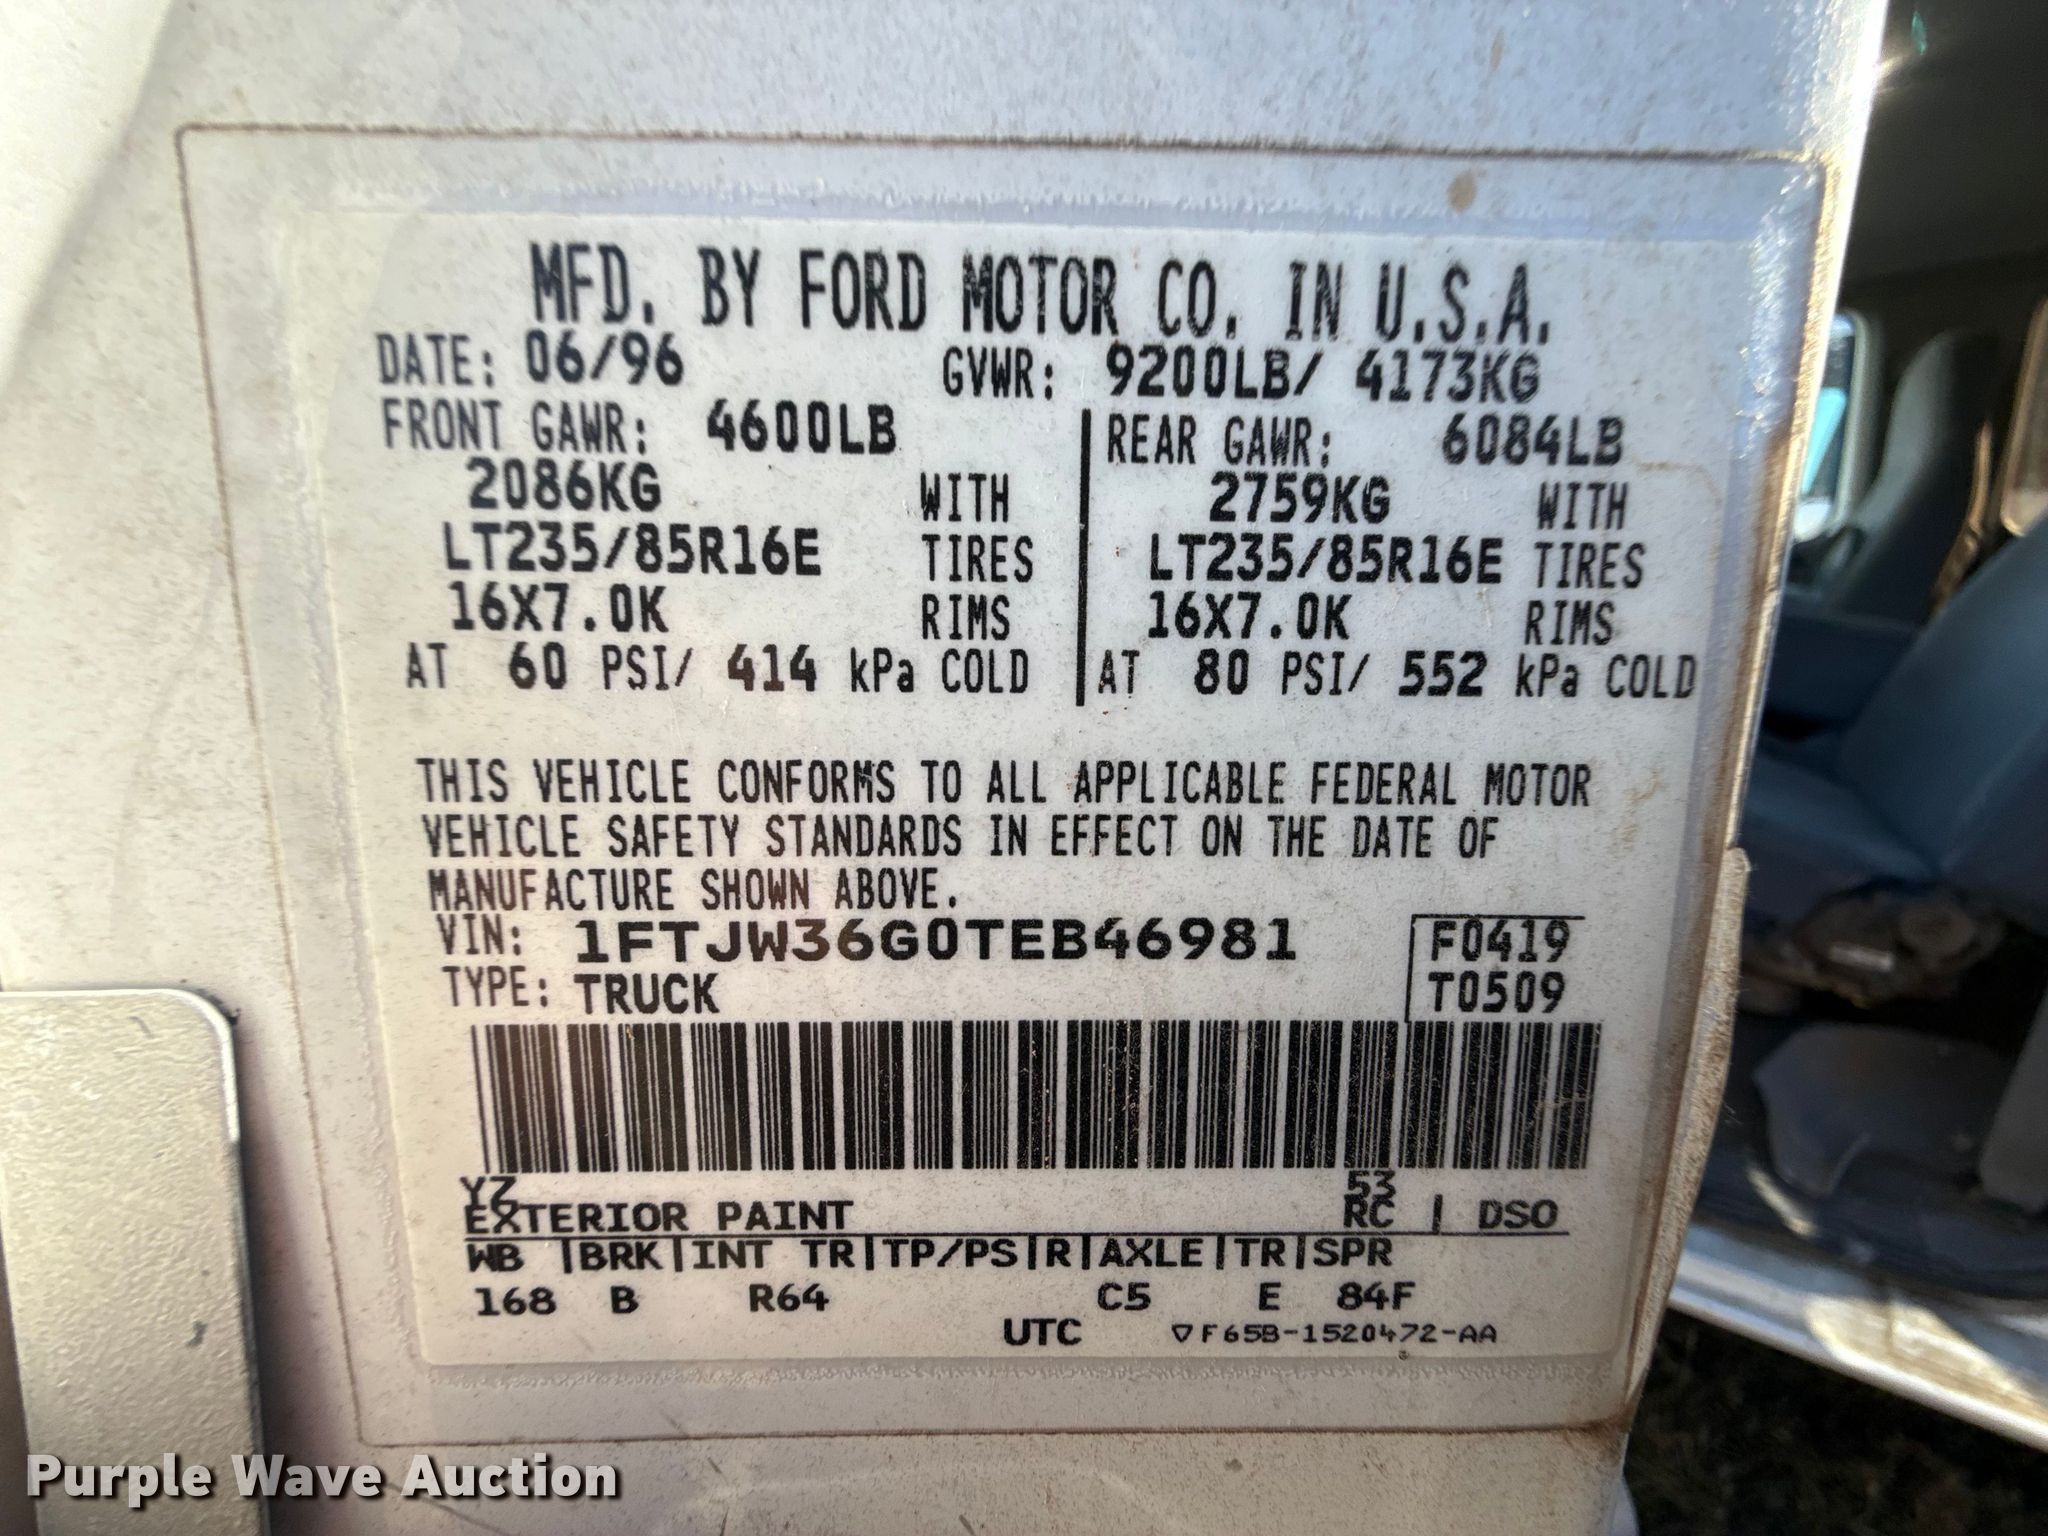 MFD. BY FORD MOTOR CO. IN U.S.A.
DATE: 06/96 GVWR: 9200LB/ 4173KG
FRONT GAWR: 4600LB REAR GAWR: 6084LB
2086KG WITH 2759KG WITH
LT235/85R16E TIRES LT235/85R16E TIRES
16X7.0K RIMS 16X7.0K RIMS
AT 60 PSI/ 414 kPa COLD AT 80 PSI/ 552 kPa COLD
THIS VEHICLE CONFORMS TO ALL APPLICABLE FEDERAL MOTOR
VEHICLE SAFETY STANDARDS IN EFFECT ON THE DATE OF
MANUFACTURE SHOWN ABOVE.
VIN: 1FTJW36G0TEB46981 F0419
TYPE: TRUCK T0509
YZ 53
EXTERIOR PAINT RC | DSO
WB |BRK|INT TR|TP/PS|R|AXLE|TR|SPR
168 B R64 C5 E 84F
UTC ▽F65B-1520472-AA
Purple Wave Auction